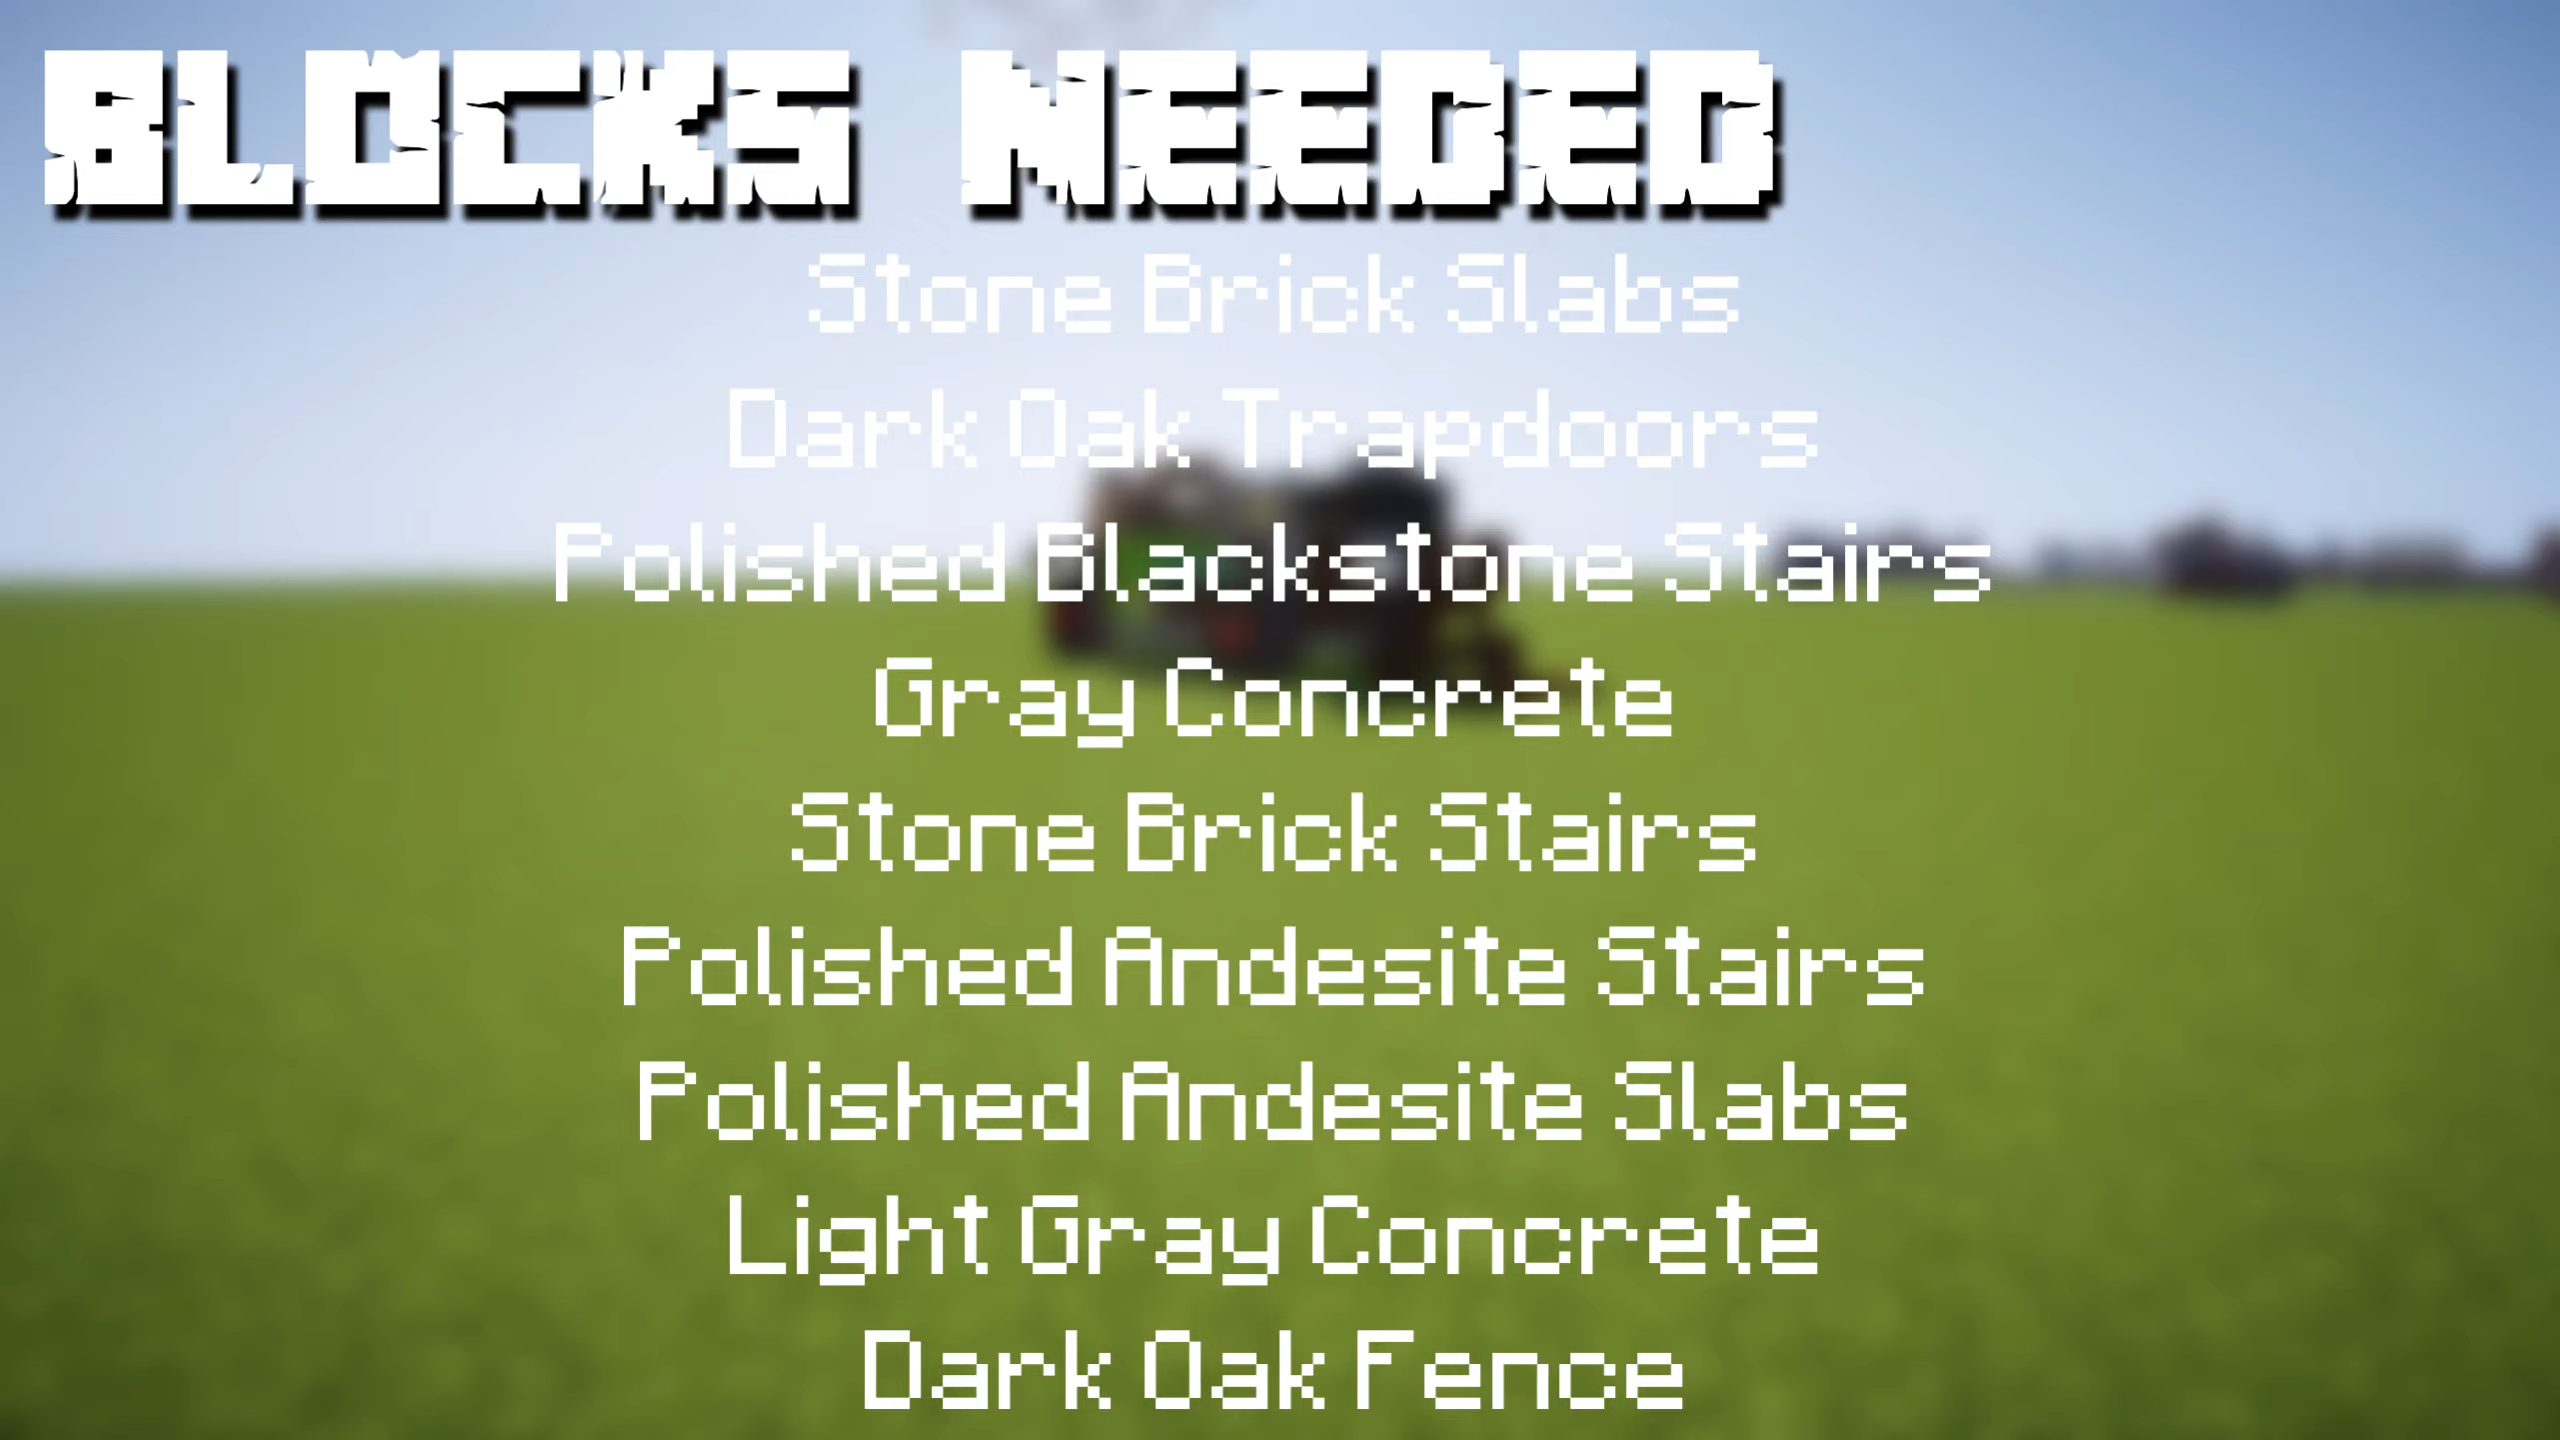 BLOCKS NEEDED
Stone Brick Slabs
Dark Oak Trapdoors
Polished Blackstone Stairs
Gray Concrete
Stone Brick Stairs
Polished Andesite Stairs
Polished Andesite Slabs
Light Gray Concrete
Dark Oak Fence